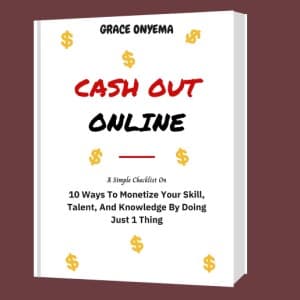 GRACE ONYEMA
CASH OUT
ONLINE
A Simple Checklist On
10 Ways To Monetize Your Skill,
Talent, And Knowledge By Doing
Just 1 Thing